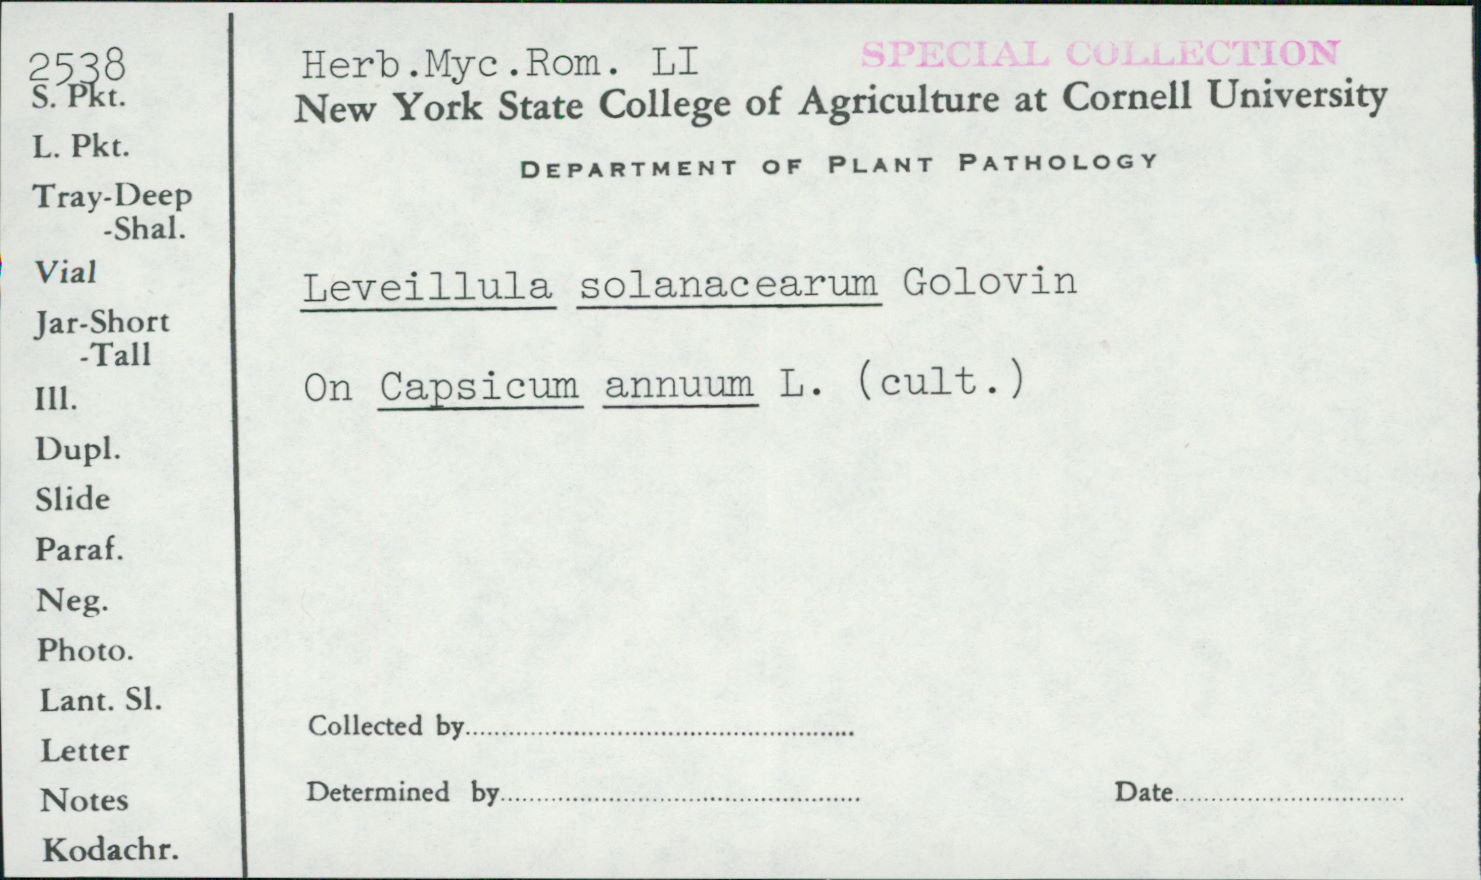 2538
S. Pkt.
L. Pkt.
Tray-Deep
-Shal.
Vial
Jar-Short
-Tall
Ill.
Dupl.
Slide
Paraf.
Neg.
Photo.
Lant. Sl.
Letter
Notes
Kodachr.
Herb.Myc.Rom. LI
SPECIAL COLLECTION
New York State College of Agriculture at Cornell University
DEPARTMENT OF PLANT PATHOLOGY
Leveillula solanacearum Golovin
On Capsicum annuum L. (cult.)
Collected by
Determined by
Date